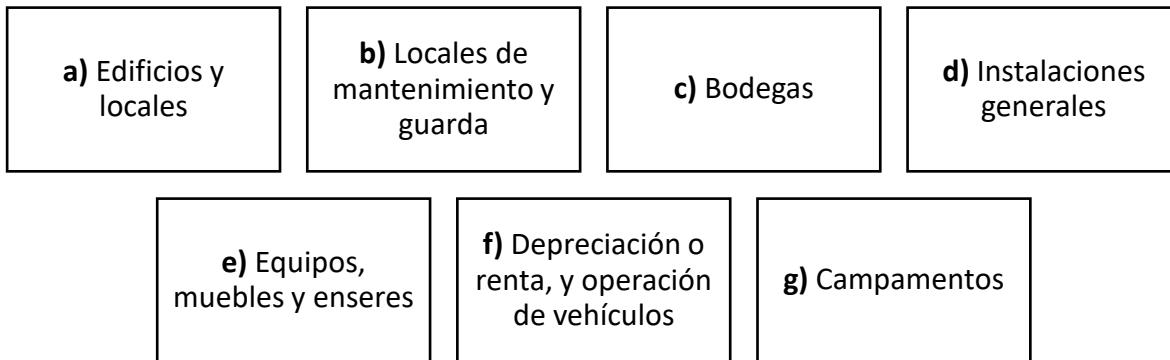 a) Edificios y
locales
b) Locales de
mantenimiento y
guarda
c) Bodegas
d) Instalaciones
generales
e) Equipos,
muebles y enseres
f) Depreciación o
renta, y operación
de vehículos
g) Campamentos